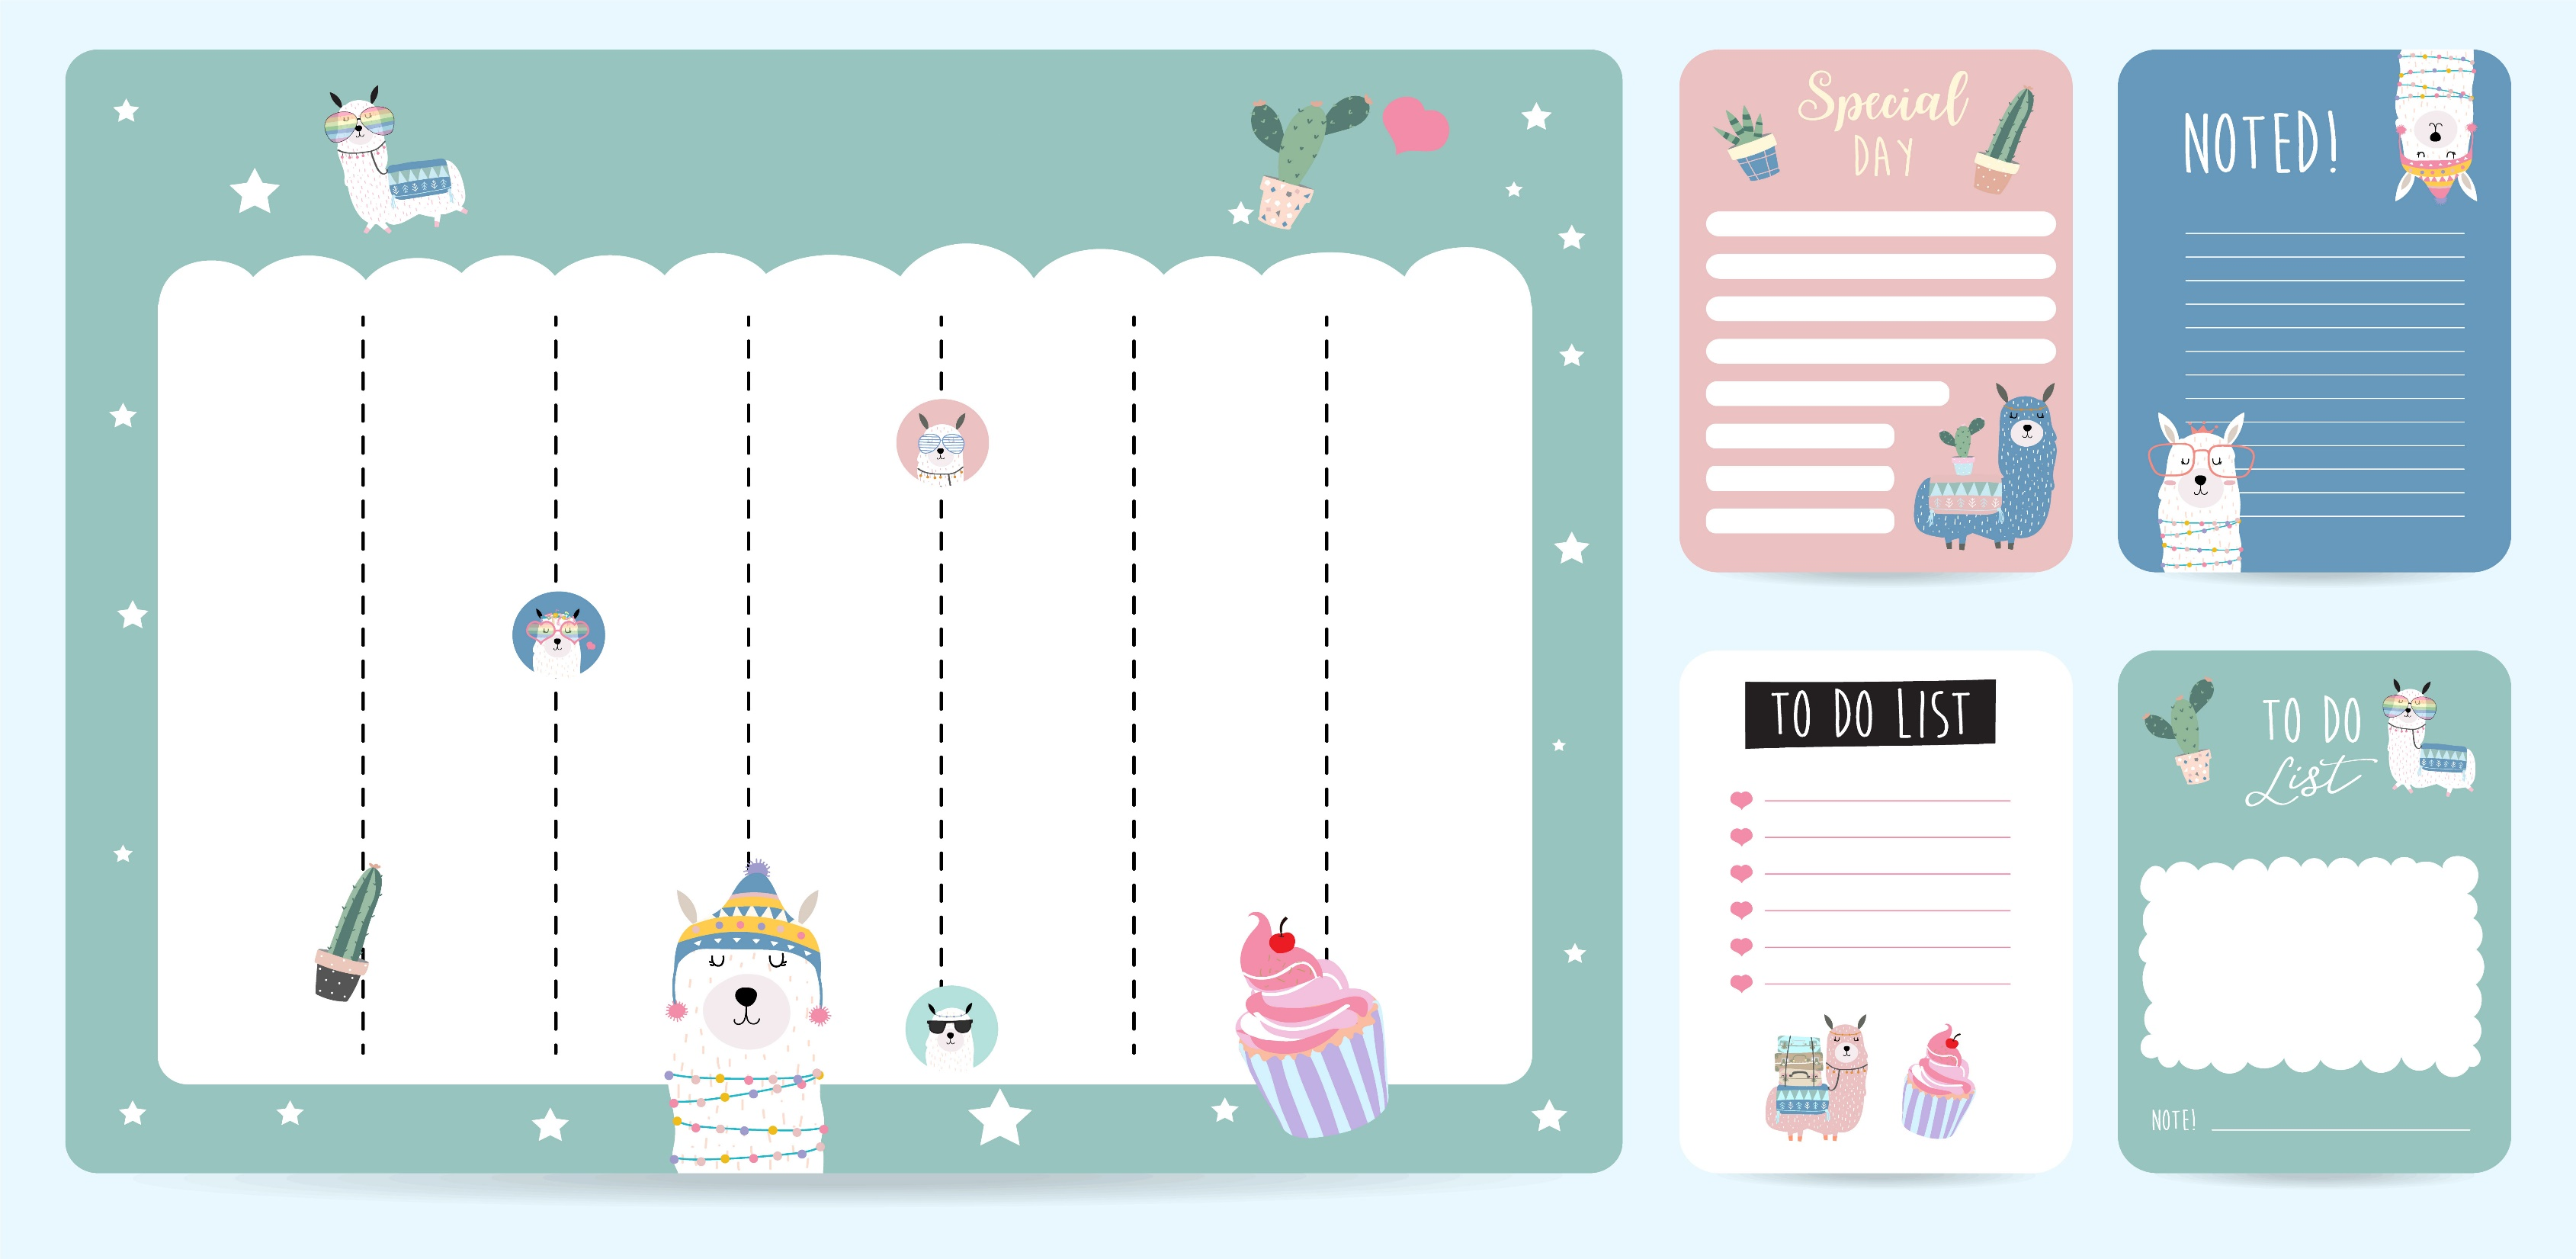 Special
DAY
NOTED!
TO DO LIST
TO DO
List
NOTE!